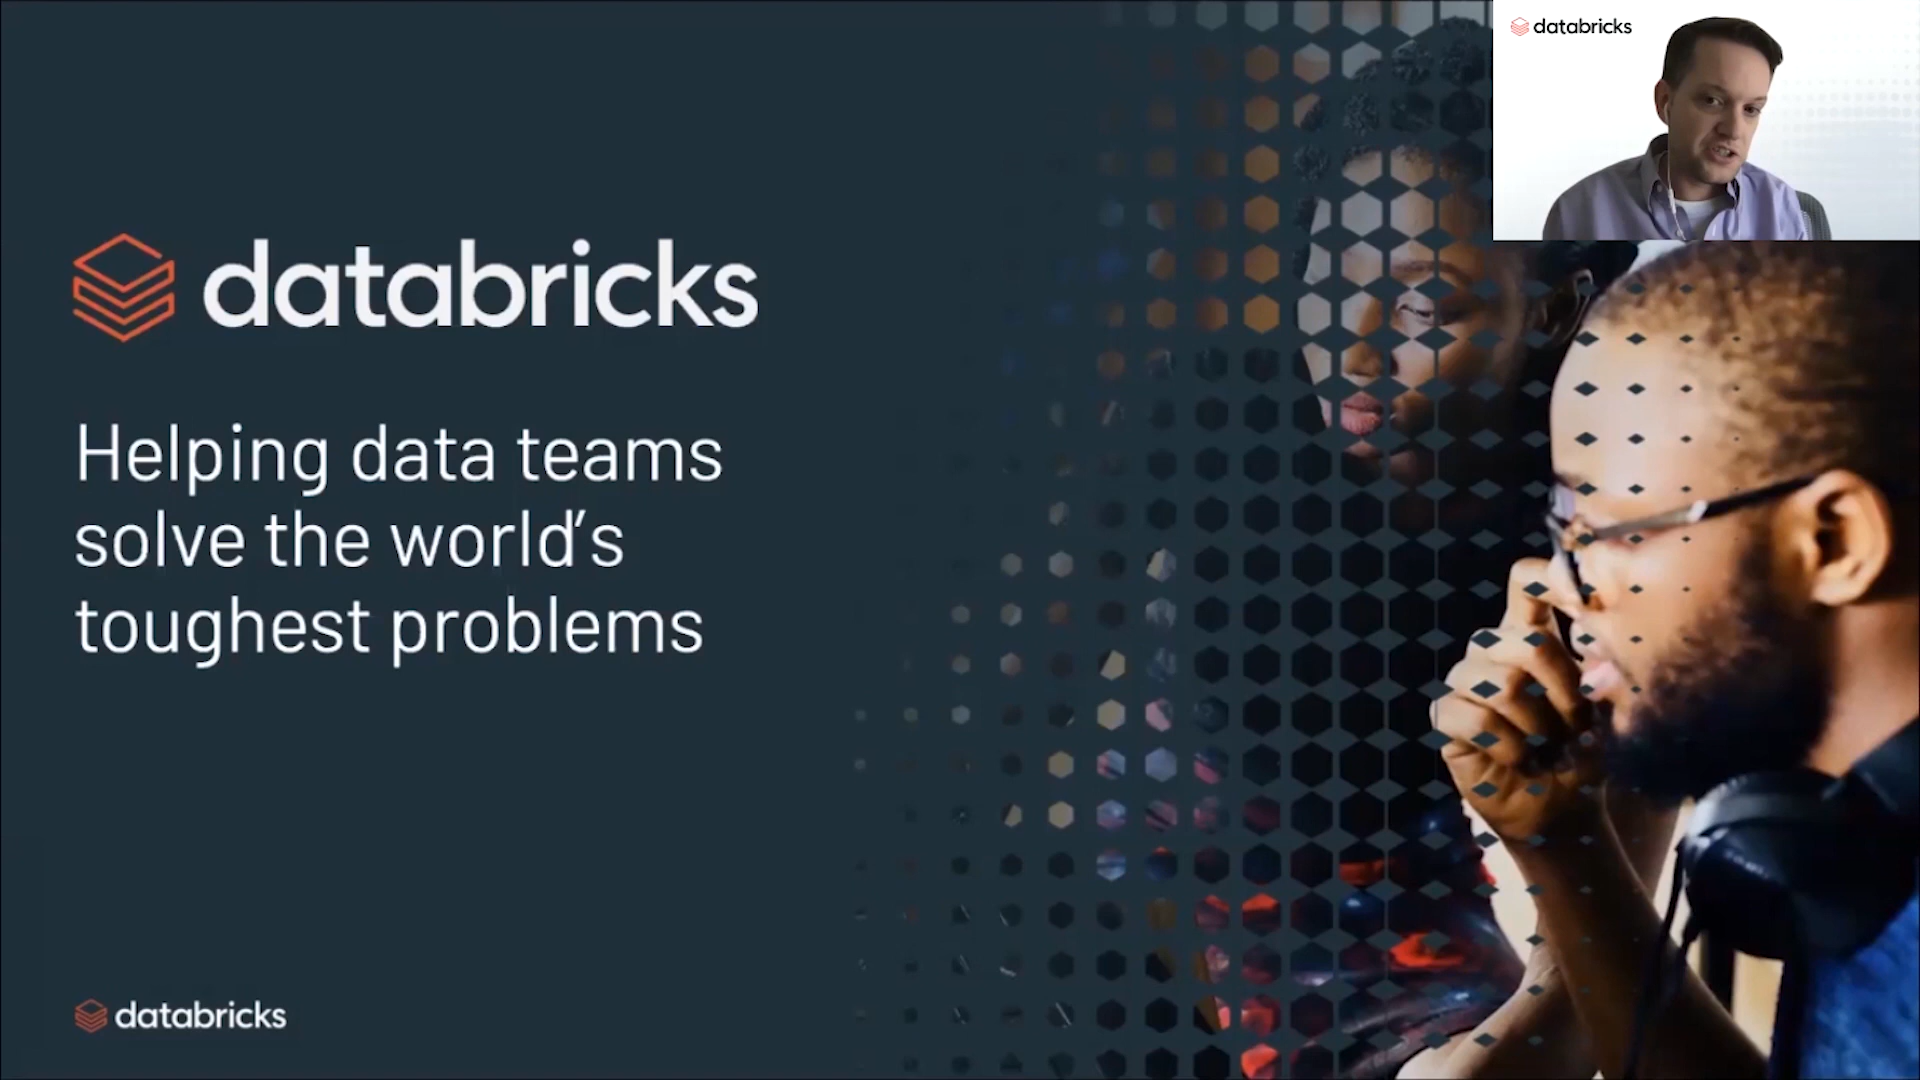 databricks
databricks
Helping data teams
solve the world's
toughest problems
databricks